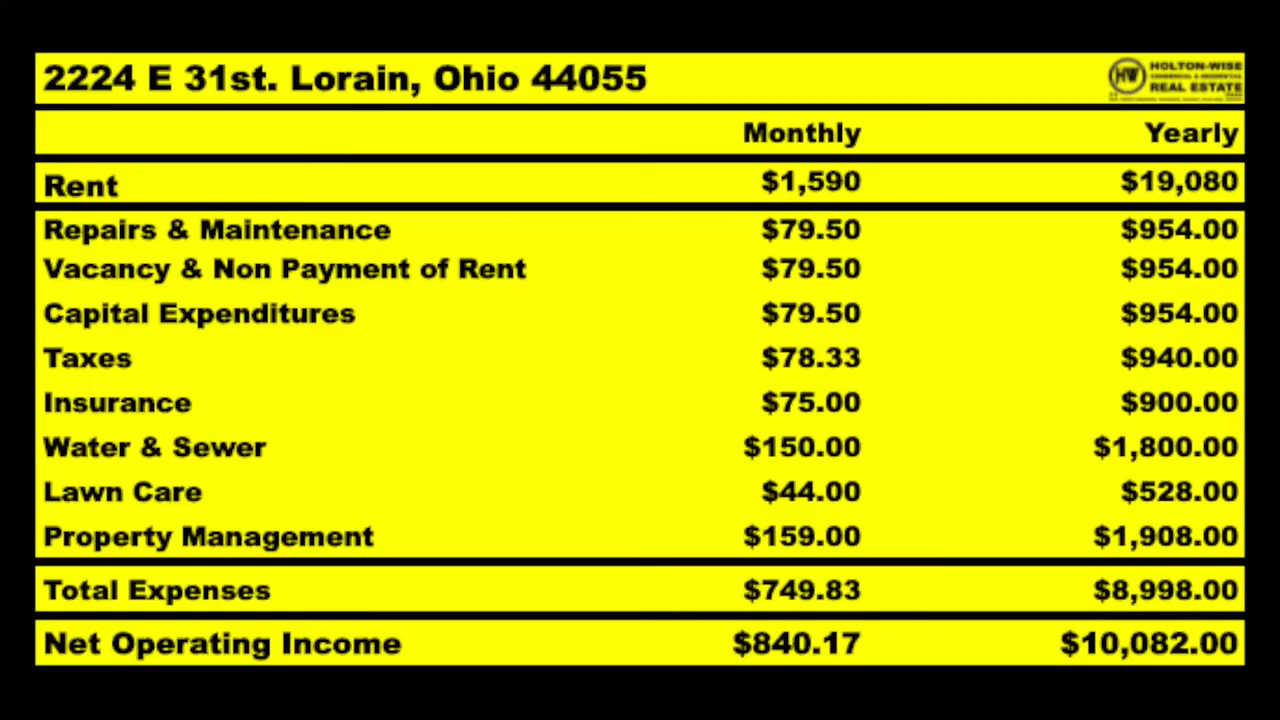 2224 E 31st. Lorain, Ohio 44055
HW HOLTON-WISE
COMMERCIAL & RESIDENTIAL
REAL ESTATE
Monthly Yearly
Rent $1,590 $19,080
Repairs & Maintenance $79.50 $954.00
Vacancy & Non Payment of Rent $79.50 $954.00
Capital Expenditures $79.50 $954.00
Taxes $78.33 $940.00
Insurance $75.00 $900.00
Water & Sewer $150.00 $1,800.00
Lawn Care $44.00 $528.00
Property Management $159.00 $1,908.00
Total Expenses $749.83 $8,998.00
Net Operating Income $840.17 $10,082.00